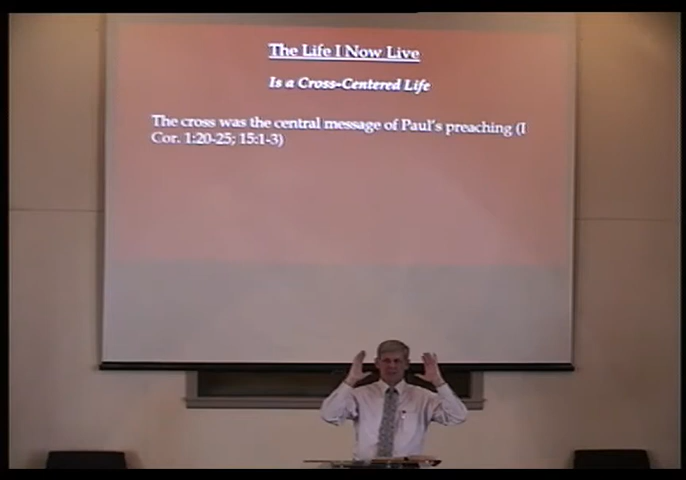 The Life I Now Live
Is a Cross-Centered Life
The cross was the central message of Paul's preaching (I
Cor. 1:20-25; 15:1-3)